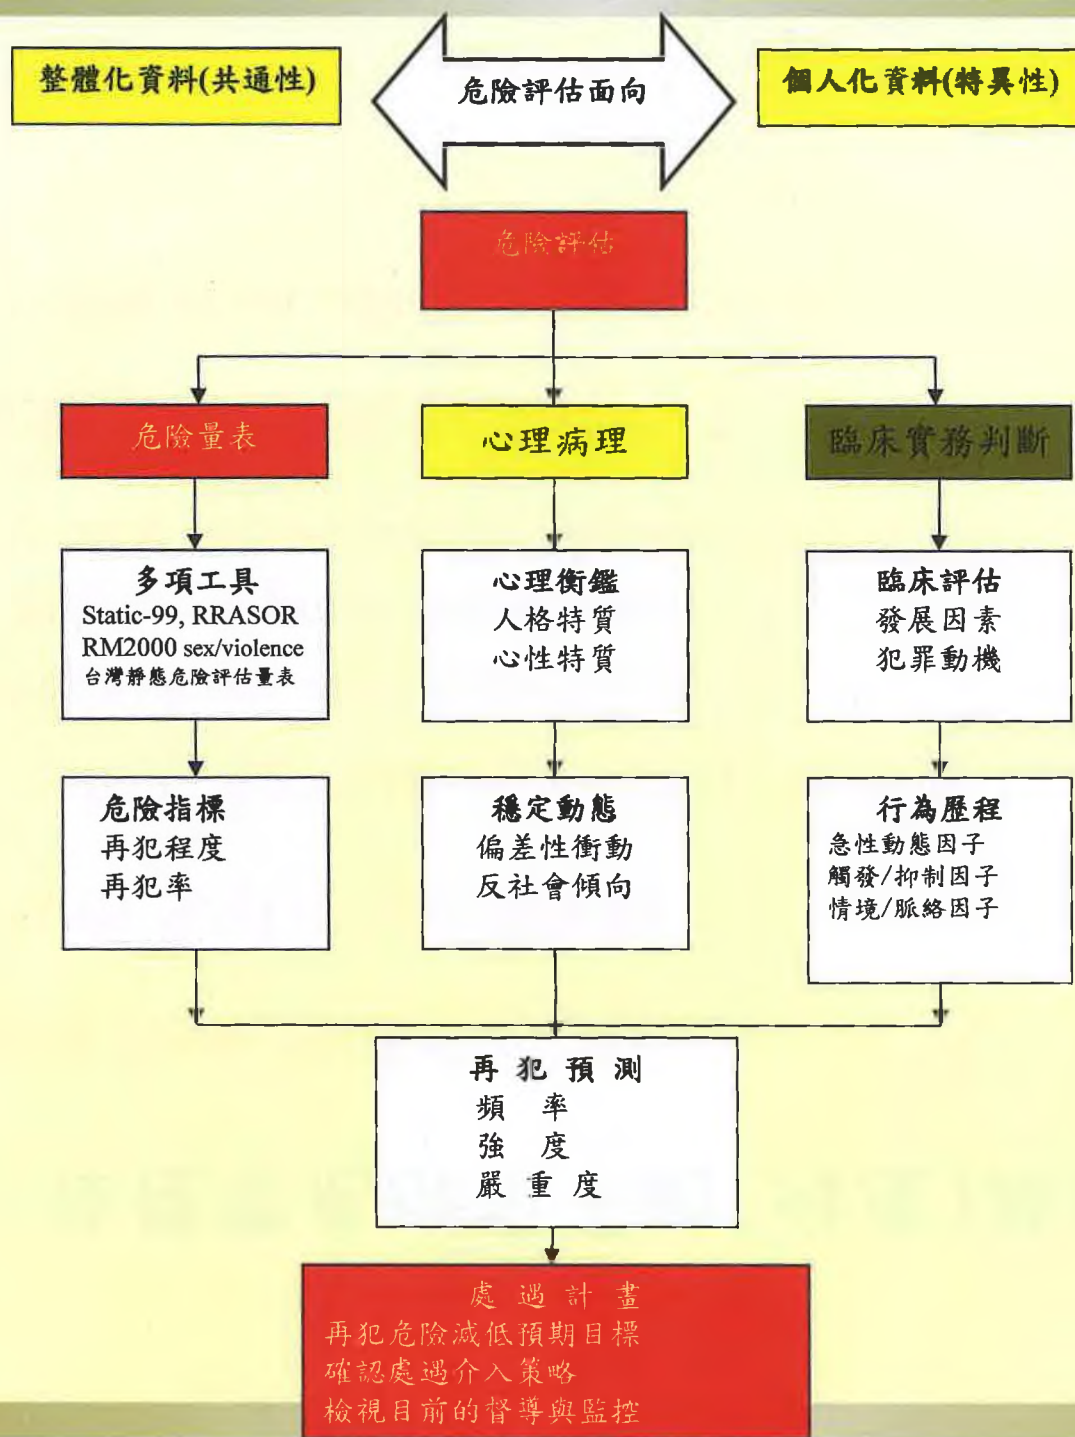 整體化資料(共通性)
危險評估面向
個人化資料(特異性)
危險評估
危險量表
心理病理
臨床實務判斷
多項工具
Static-99, RRASOR
RM2000 sex/violence
台灣靜態危險評估量表
心理衡鑑
人格特質
心性特質
臨床評估
發展因素
犯罪動機
危險指標
再犯程度
再犯率
穩定動態
偏差性衝動
反社會傾向
行為歷程
急性動態因子
觸發/抑制因子
情境/脈絡因子
再犯預測
頻 率
強 度
嚴重度
處遇計畫
再犯危險減低預期目標
確認處遇介入策略
檢視目前的督導與監控